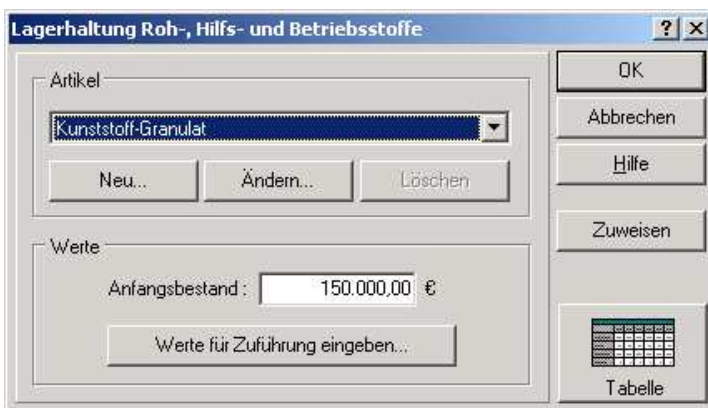 Lagerhaltung Roh-, Hilfs- und Betriebsstoffe
Artikel
Kunststoff-Granulat
Neu...
Ändern...
Löschen
Werte
Anfangsbestand : 150.000,00 €
Werte für Zuführung eingeben...
OK
Abbrechen
Hilfe
Zuweisen
Tabelle